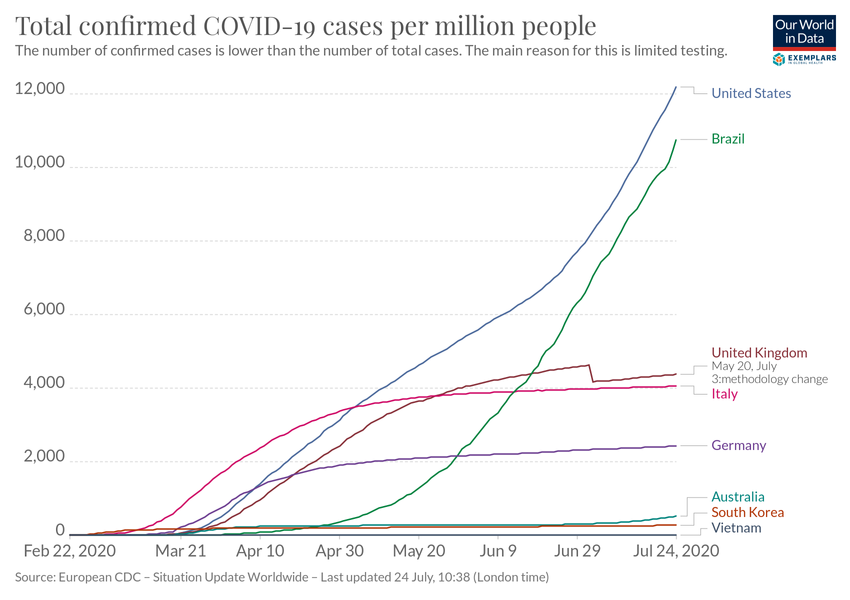 Total confirmed COVID-19 cases per million people
The number of confirmed cases is lower than the number of total cases. The main reason for this is limited testing.
Our World
in Data
EXEMPLARS
IN GLOBAL HEALTH
12,000
10,000
8,000
6,000
4,000
2,000
0
United States
Brazil
United Kingdom
May 20, July
3:methodology change
Italy
Germany
Australia
South Korea
Vietnam
Feb 22, 2020
Mar 21
Apr 10
Apr 30
May 20
Jun 9
Jun 29
Jul 24, 2020
Source: European CDC – Situation Update Worldwide – Last updated 24 July, 10:38 (London time)